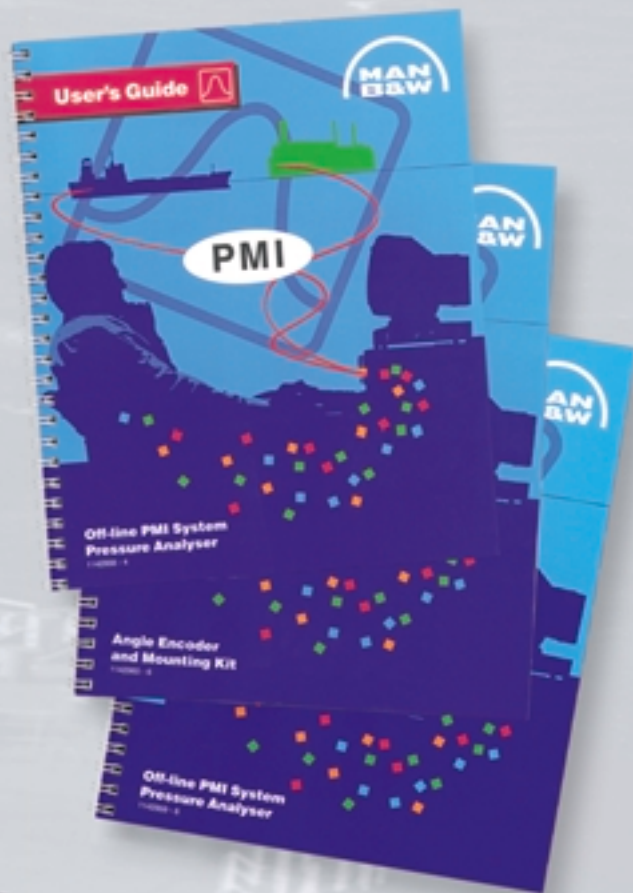 User's Guide
MAN
B&W
PMI
Off-line PMI System
Pressure Analyser
AN
&W
Angle Encoder
and Mounting Kit
AN
&W
Off-line PMI System
Pressure Analyser